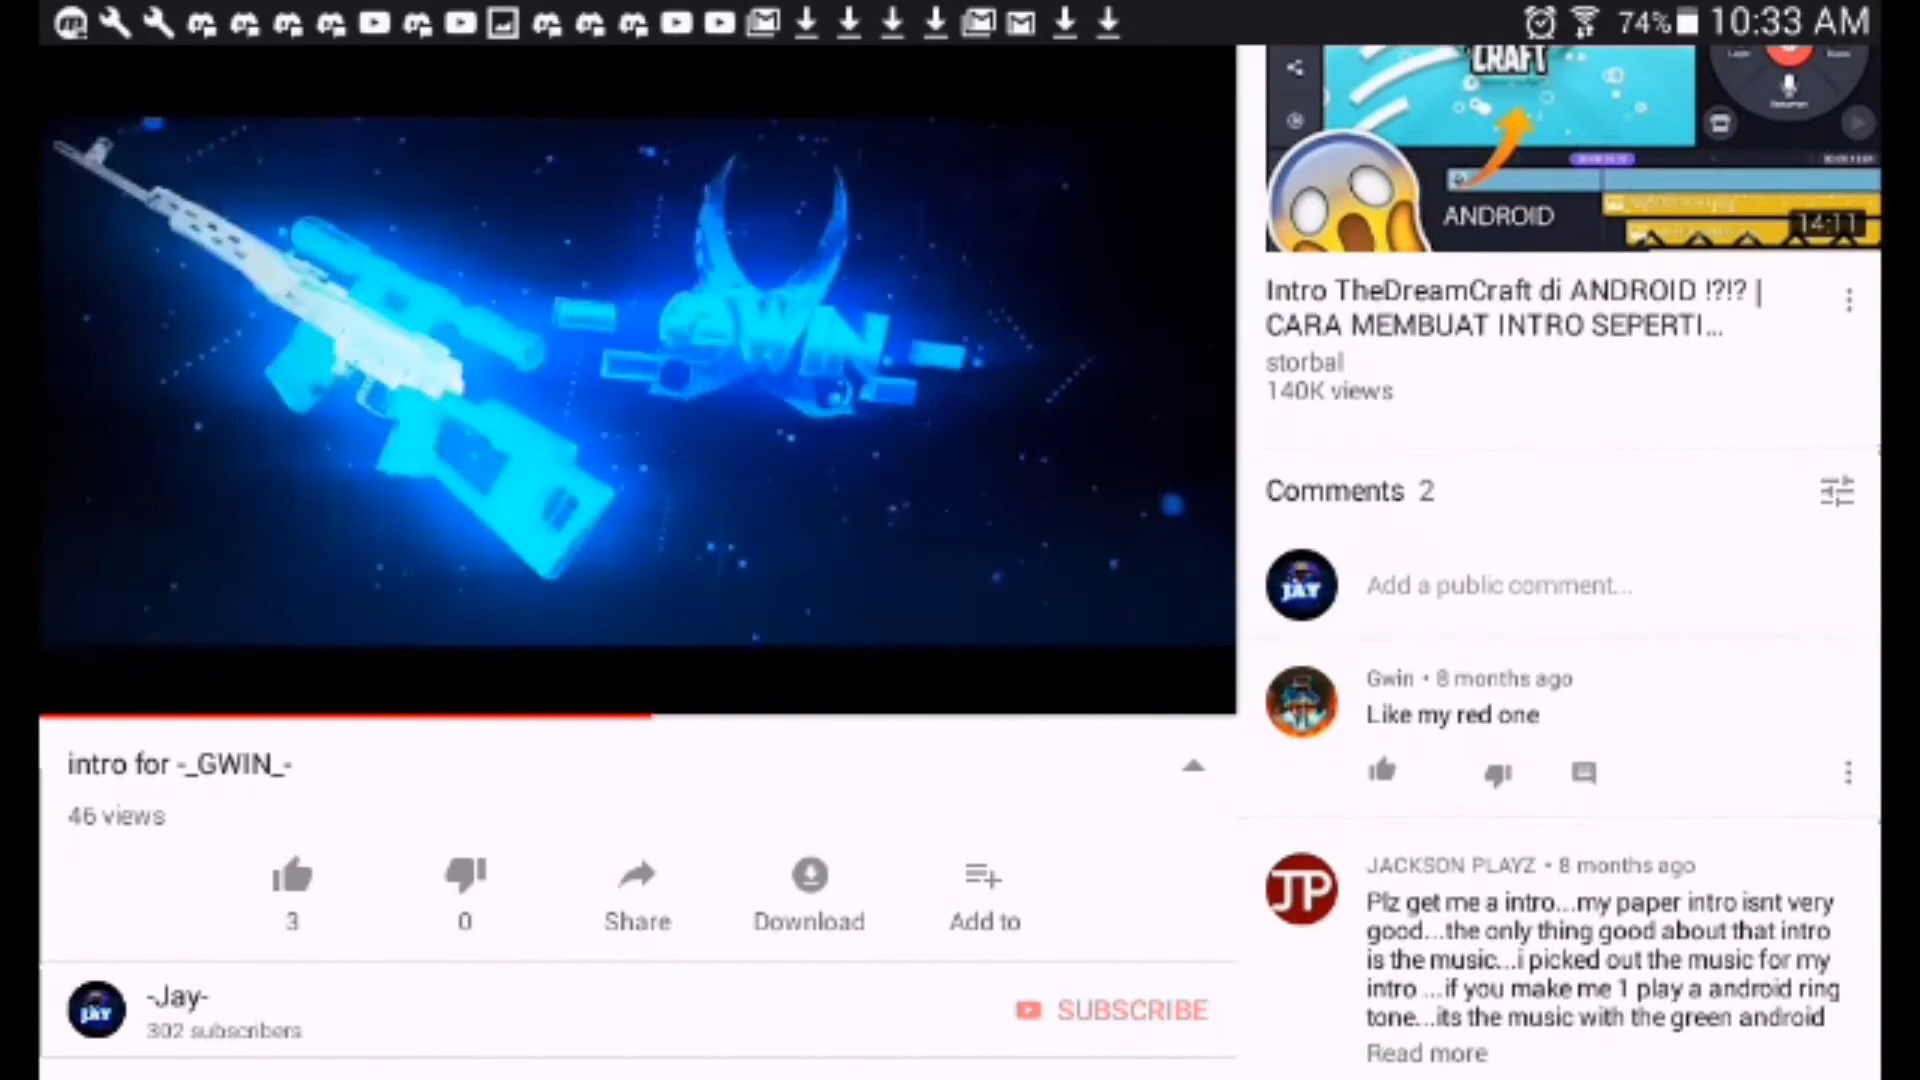 74%
10:33 AM
CRAFT
ANDROID
14:11
GWIN
Intro TheDreamCraft di ANDROID !?!? |
CARA MEMBUAT INTRO SEPERTI...
storbal
140K views
Comments 2
JAY
Add a public comment...
Gwin • 8 months ago
Like my red one
intro for -_GWIN_-
46 views
3
0
Share
Download
Add to
JAY
-Jay-
302 subscribers
SUBSCRIBE
JP
JACKSON PLAYZ • 8 months ago
Plz get me a intro...my paper intro isnt very
good...the only thing good about that intro
is the music...i picked out the music for my
intro ...if you make me 1 play a android ring
tone...its the music with the green android
Read more